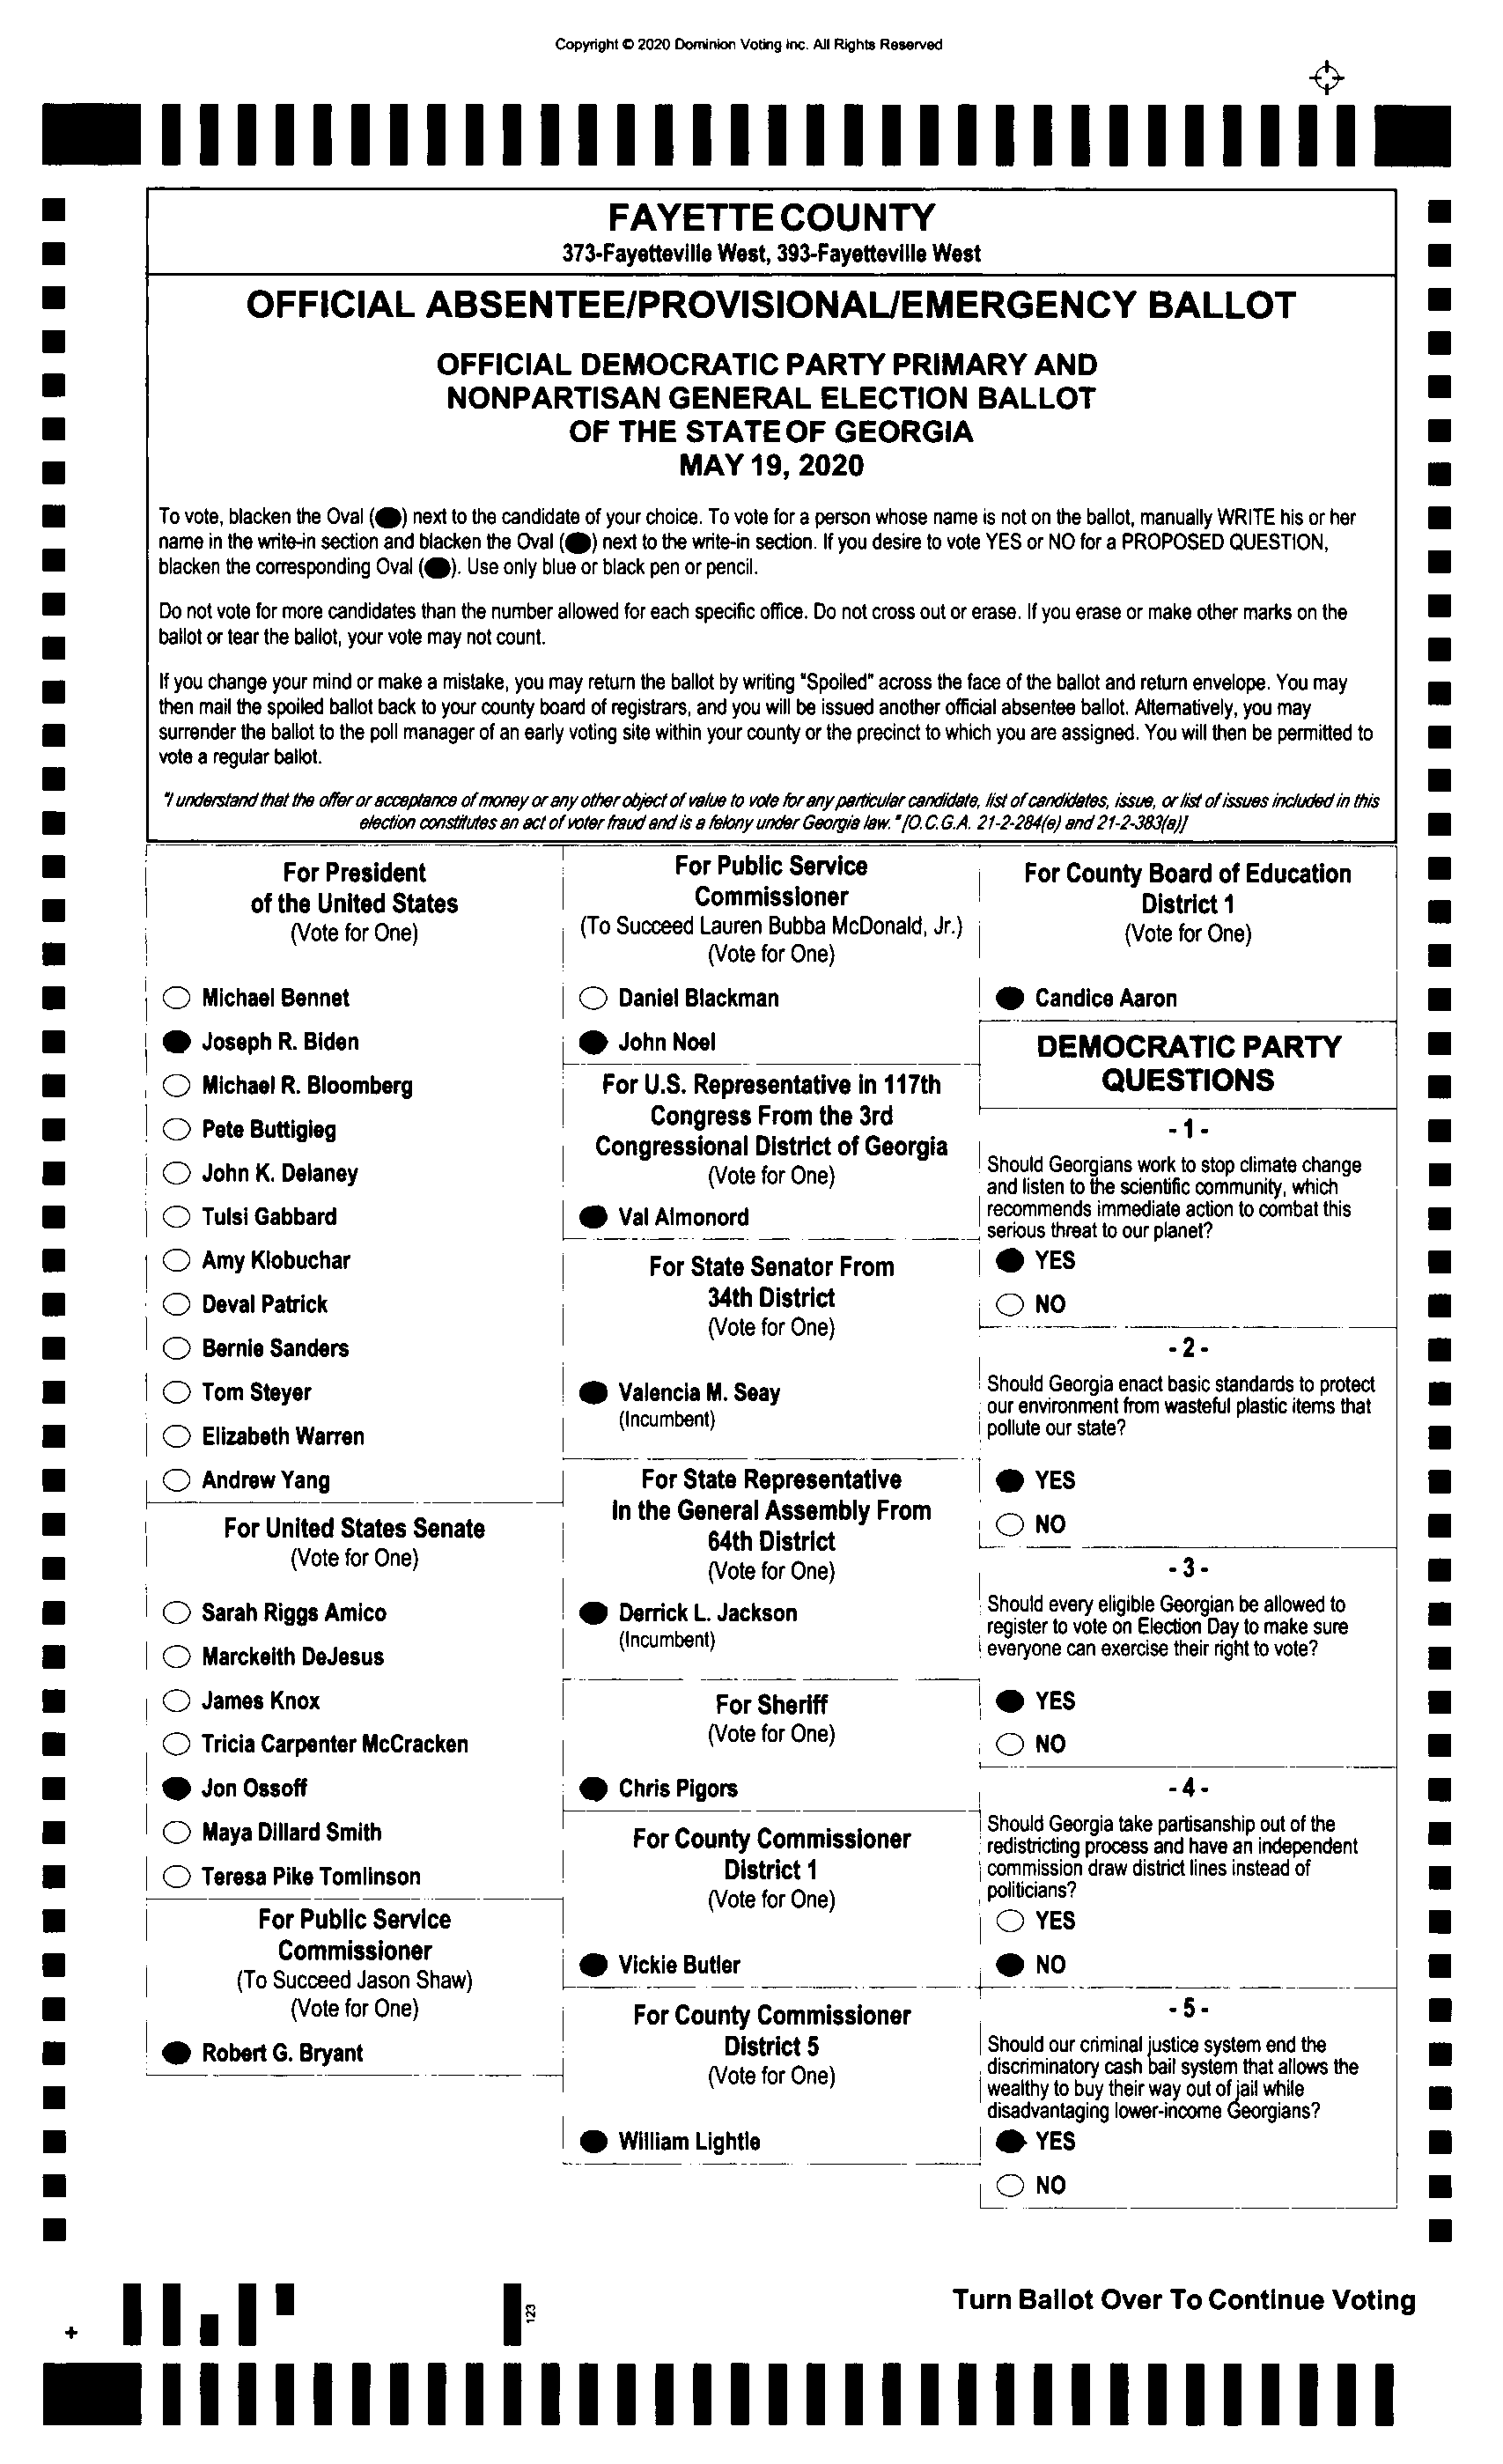 Copyright © 2020 Dominion Voting Inc. All Rights Reserved
FAYETTE COUNTY
373-Fayetteville West, 393-Fayetteville West
OFFICIAL ABSENTEE/PROVISIONAL/EMERGENCY BALLOT
OFFICIAL DEMOCRATIC PARTY PRIMARY AND
NONPARTISAN GENERAL ELECTION BALLOT
OF THE STATE OF GEORGIA
MAY 19, 2020
To vote, blacken the Oval (●) next to the candidate of your choice. To vote for a person whose name is not on the ballot, manually WRITE his or her
name in the write-in section and blacken the Oval (●) next to the write-in section. If you desire to vote YES or NO for a PROPOSED QUESTION,
blacken the corresponding Oval (●). Use only blue or black pen or pencil.
Do not vote for more candidates than the number allowed for each specific office. Do not cross out or erase. If you erase or make other marks on the
ballot or tear the ballot, your vote may not count.
If you change your mind or make a mistake, you may return the ballot by writing "Spoiled" across the face of the ballot and return envelope. You may
then mail the spoiled ballot back to your county board of registrars, and you will be issued another official absentee ballot. Alternatively, you may
surrender the ballot to the poll manager of an early voting site within your county or the precinct to which you are assigned. You will then be permitted to
vote a regular ballot.
"I understand that the offer or acceptance of money or any other object of value to vote for any particular candidate, list of candidates, issue, or list of issues included in this
election constitutes an act of voter fraud and is a felony under Georgia law." [O.C.G.A. 21-2-284(e) and 21-2-383(a)]
For President
of the United States
(Vote for One)
Michael Bennet
Joseph R. Biden
Michael R. Bloomberg
Pete Buttigieg
John K. Delaney
Tulsi Gabbard
Amy Klobuchar
Deval Patrick
Bernie Sanders
Tom Steyer
Elizabeth Warren
Andrew Yang
For United States Senate
(Vote for One)
Sarah Riggs Amico
Marckeith DeJesus
James Knox
Tricia Carpenter McCracken
Jon Ossoff
Maya Dillard Smith
Teresa Pike Tomlinson
For Public Service
Commissioner
(To Succeed Jason Shaw)
(Vote for One)
Robert G. Bryant
For Public Service
Commissioner
(To Succeed Lauren Bubba McDonald, Jr.)
(Vote for One)
Daniel Blackman
John Noel
For U.S. Representative in 117th
Congress From the 3rd
Congressional District of Georgia
(Vote for One)
Val Almonord
For State Senator From
34th District
(Vote for One)
Valencia M. Seay
(Incumbent)
For State Representative
In the General Assembly From
64th District
(Vote for One)
Derrick L. Jackson
(Incumbent)
For Sheriff
(Vote for One)
Chris Pigors
For County Commissioner
District 1
(Vote for One)
Vickie Butler
For County Commissioner
District 5
(Vote for One)
William Lightle
For County Board of Education
District 1
(Vote for One)
Candice Aaron
DEMOCRATIC PARTY
QUESTIONS
- 1 -
Should Georgians work to stop climate change
and listen to the scientific community, which
recommends immediate action to combat this
serious threat to our planet?
YES
NO
- 2 -
Should Georgia enact basic standards to protect
our environment from wasteful plastic items that
pollute our state?
YES
NO
- 3 -
Should every eligible Georgian be allowed to
register to vote on Election Day to make sure
everyone can exercise their right to vote?
YES
NO
- 4 -
Should Georgia take partisanship out of the
redistricting process and have an independent
commission draw district lines instead of
politicians?
YES
NO
- 5 -
Should our criminal justice system end the
discriminatory cash bail system that allows the
wealthy to buy their way out of jail while
disadvantaging lower-income Georgians?
YES
NO
123
Turn Ballot Over To Continue Voting